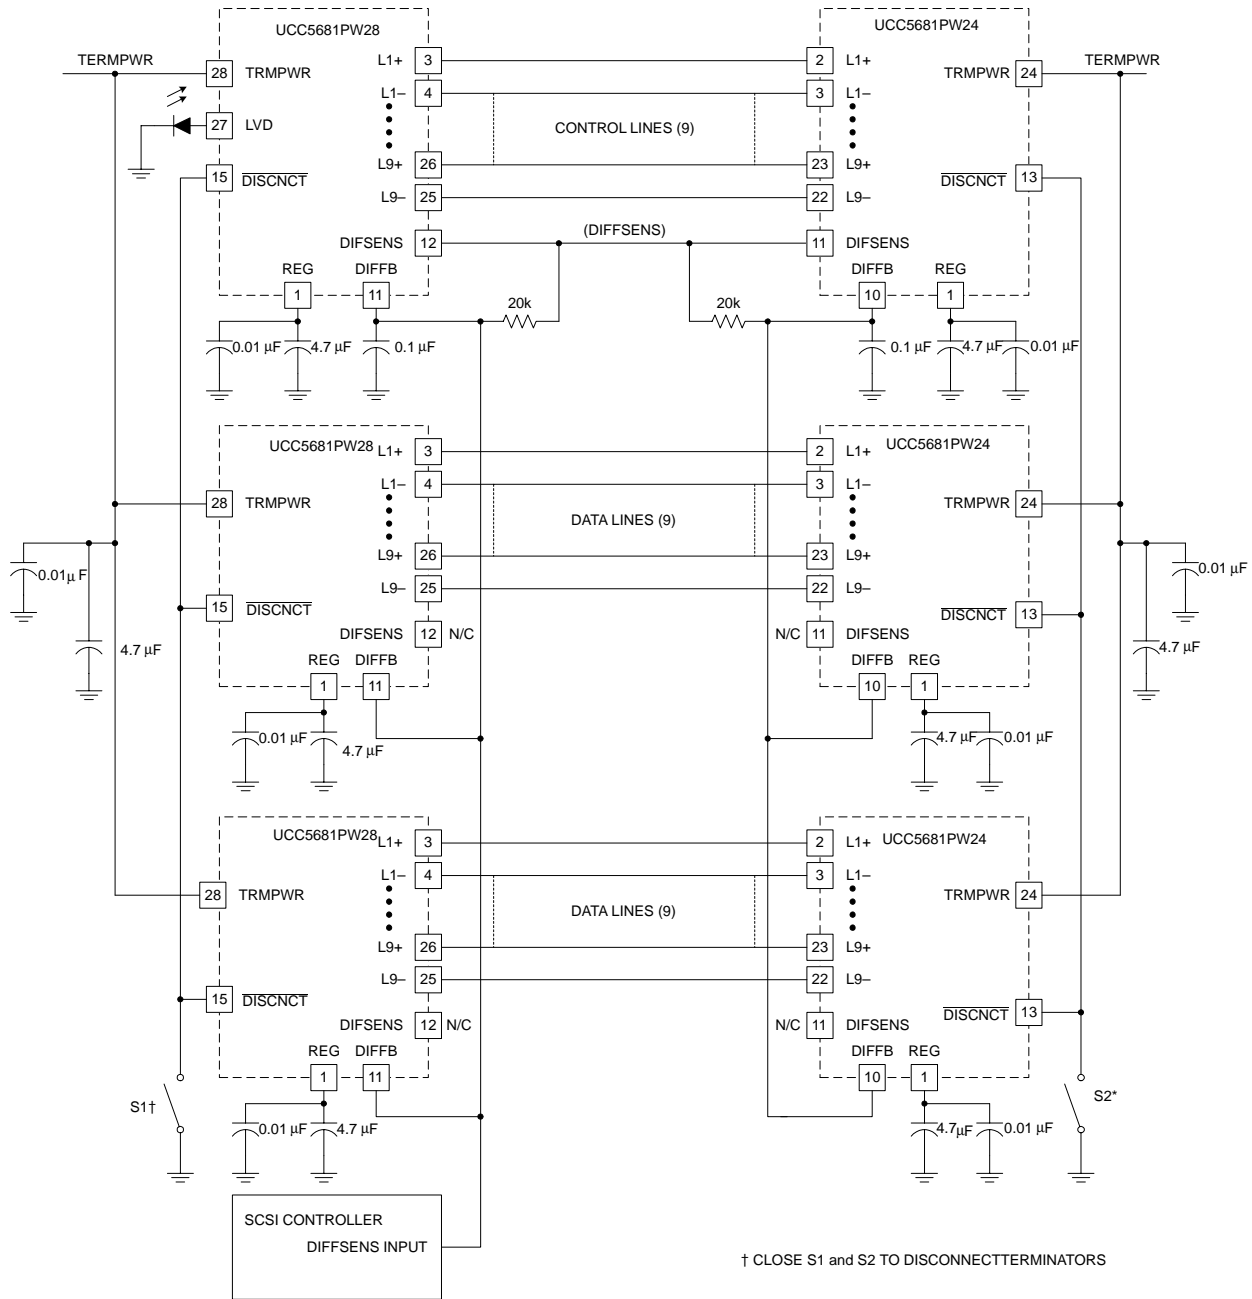 UCC5681PW28
UCC5681PW24
TERMPWR
28
TRMPWR
L1+
3
2
L1+
TRMPWR
24
TERMPWR
L1–
4
3
L1–
27
LVD
CONTROL LINES (9)
L9+
26
23
L9+
15
DISCNCT
DISCNCT
13
L9–
25
22
L9–
DIFSENS
12
(DIFFSENS)
11
DIFSENS
REG
DIFFB
DIFFB
REG
1
11
10
1
20k
20k
0.01 µF
4.7 µF
0.1 µF
0.1 µF
4.7 µF
0.01 µF
UCC5681PW28
UCC5681PW24
L1+
3
2
L1+
L1–
4
3
L1–
28
TRMPWR
TRMPWR
24
DATA LINES (9)
L9+
26
23
L9+
0.01µ F
0.01 µF
L9–
25
22
L9–
15
DISCNCT
DISCNCT
13
DIFSENS
12
N/C
N/C
11
DIFSENS
4.7 µF
4.7 µF
REG
DIFFB
DIFFB
REG
1
11
10
1
0.01 µF
4.7 µF
4.7 µF
0.01 µF
UCC5681PW28
UCC5681PW24
L1+
3
2
L1+
L1–
4
3
L1–
28
TRMPWR
TRMPWR
24
DATA LINES (9)
L9+
26
23
L9+
L9–
25
22
L9–
15
DISCNCT
DISCNCT
13
DIFSENS
12
N/C
N/C
11
DIFSENS
REG
DIFFB
DIFFB
REG
1
11
10
1
S1†
S2*
0.01 µF
4.7 µF
4.7µF
0.01 µF
SCSI CONTROLLER
DIFFSENS INPUT
† CLOSE S1 and S2 TO DISCONNECTTERMINATORS